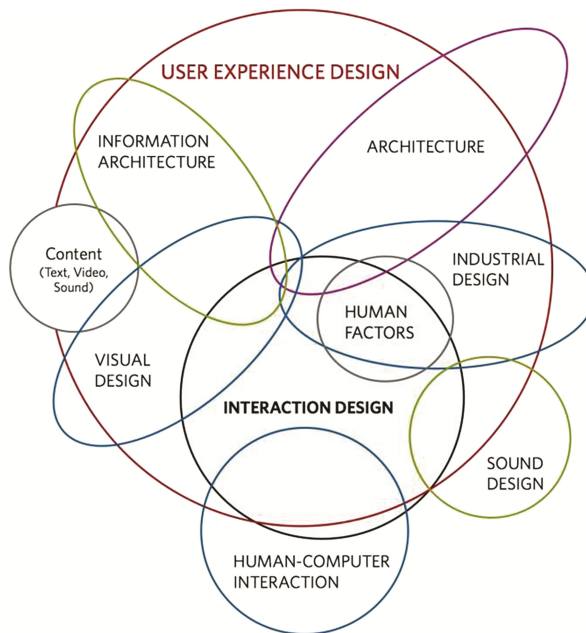 USER EXPERIENCE DESIGN
INFORMATION
ARCHITECTURE
ARCHITECTURE
Content
(Text, Video,
Sound)
INDUSTRIAL
DESIGN
HUMAN
FACTORS
VISUAL
DESIGN
INTERACTION DESIGN
SOUND
DESIGN
HUMAN-COMPUTER
INTERACTION